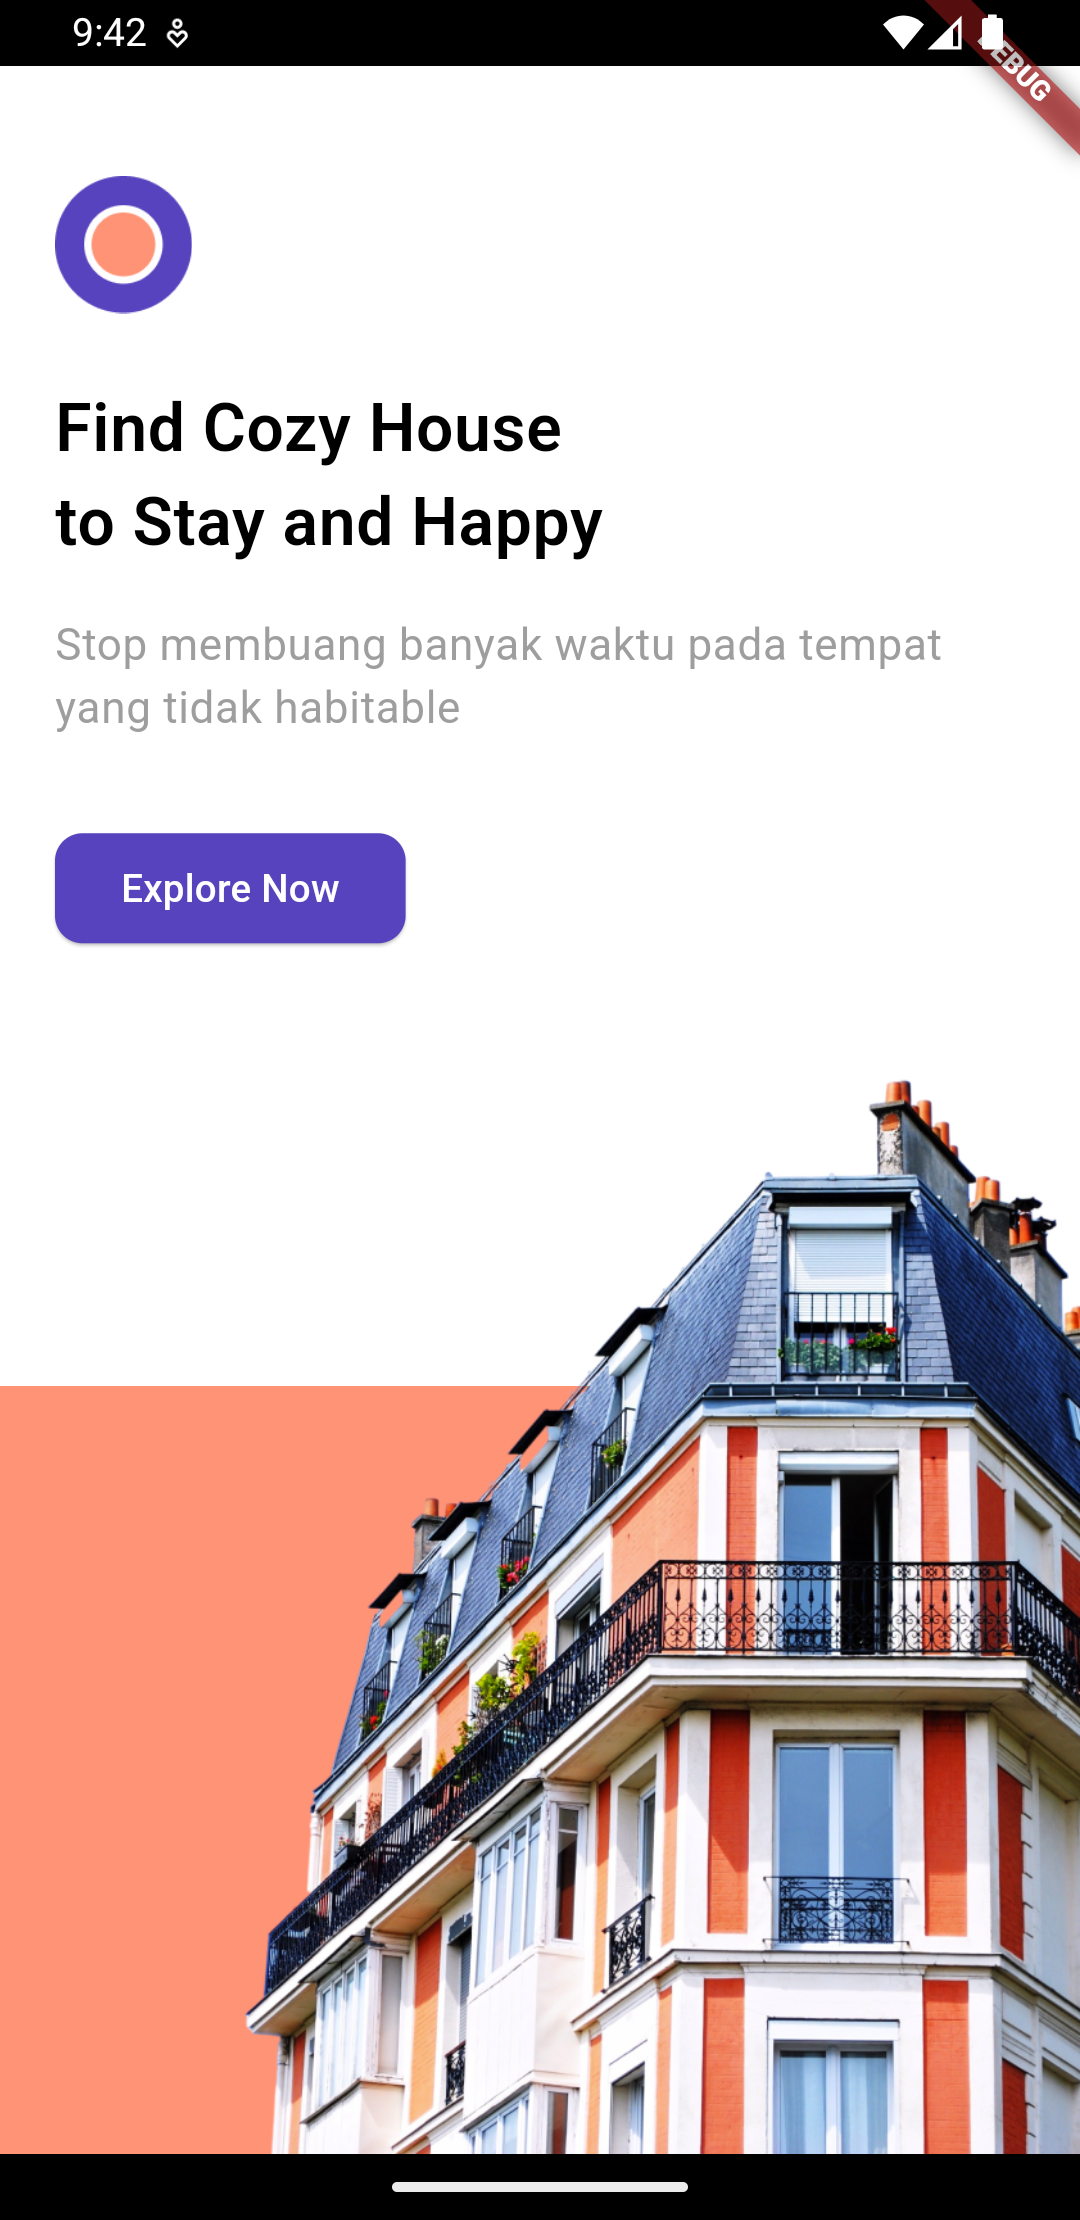 9:42
DEBUG
Find Cozy House
to Stay and Happy
Stop membuang banyak waktu pada tempat
yang tidak habitable
Explore Now